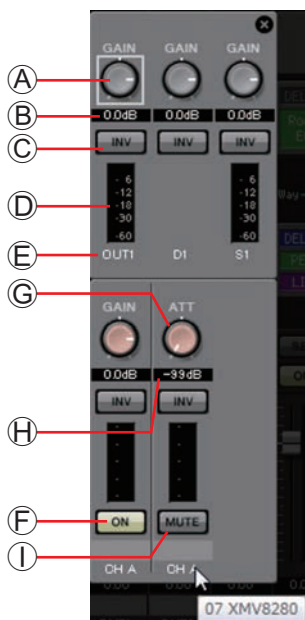 GAIN GAIN GAIN
A
B 0.0dB 0.0dB 0.0dB
C INV INV INV
D
- 6 - 6
-12 -12
-18 -18
-30 -30
-60 -60
E OUT1 D1 S1
G GAIN ATT
H 0.0dB -99dB
INV INV
F ON MUTE
I
CH A CH A
07 XMV8280